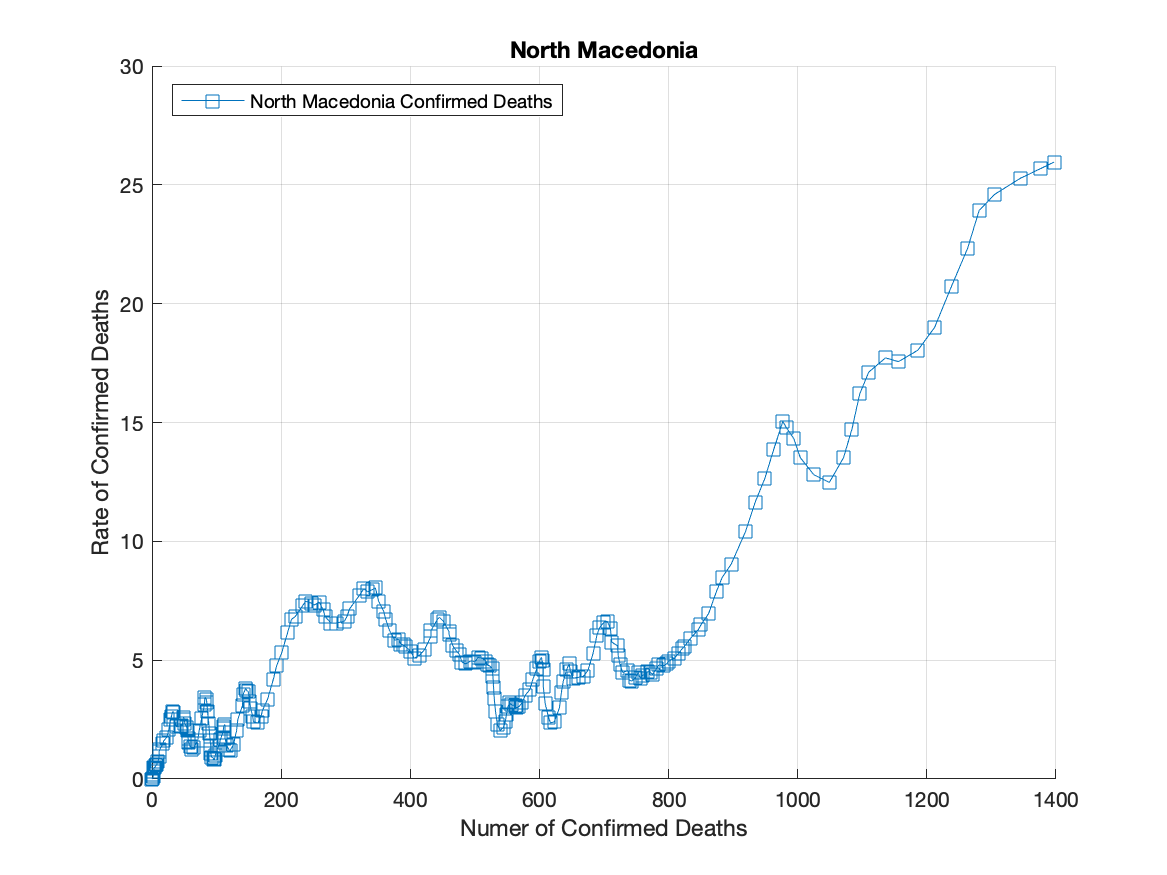 North Macedonia
30
North Macedonia Confirmed Deaths
25
20
15
10
5
0
Rate of Confirmed Deaths
0 200 400 600 800 1000 1200 1400
Numer of Confirmed Deaths